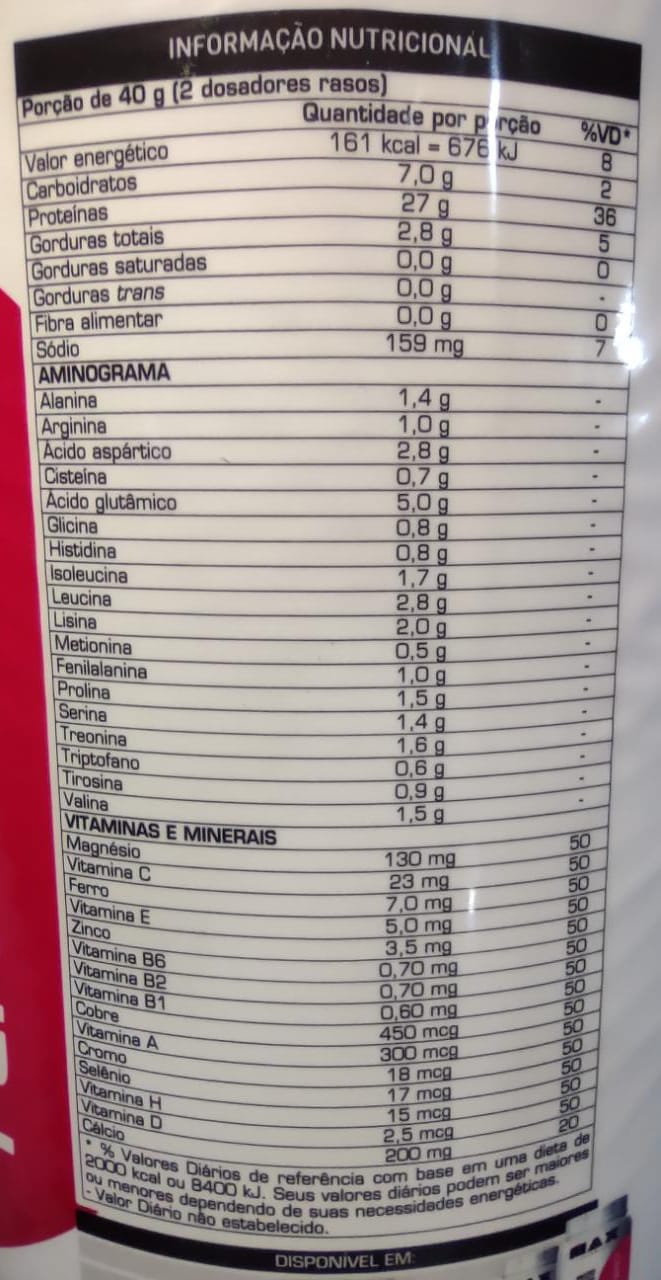 INFORMAÇÃO NUTRICIONAL
Porção de 40 g (2 dosadores rasos)
Quantidade por porção %VD*
Valor energético 161 kcal = 676 kJ 8
Carboidratos 7,0 g 2
Proteínas 27 g 36
Gorduras totais 2,8 g 5
Gorduras saturadas 0,0 g 0
Gorduras trans 0,0 g -
Fibra alimentar 0,0 g 0
Sódio 159 mg 7
AMINOGRAMA
Alanina 1,4 g -
Arginina 1,0 g -
Ácido aspártico 2,8 g -
Cisteína 0,7 g -
Ácido glutâmico 5,0 g -
Glicina 0,8 g -
Histidina 0,8 g -
Isoleucina 1,7 g -
Leucina 2,8 g -
Lisina 2,0 g -
Metionina 0,5 g -
Fenilalanina 1,0 g -
Prolina 1,5 g -
Serina 1,4 g -
Treonina 1,6 g -
Triptofano 0,6 g -
Tirosina 0,9 g -
Valina 1,5 g -
VITAMINAS E MINERAIS
Magnésio 130 mg 50
Vitamina C 23 mg 50
Ferro 7,0 mg 50
Vitamina E 5,0 mg 50
Zinco 3,5 mg 50
Vitamina B6 0,70 mg 50
Vitamina B2 0,70 mg 50
Vitamina B1 0,60 mg 50
Cobre 450 mcg 50
Vitamina A 300 mcg 50
Cromo 18 mcg 50
Selênio 17 mcg 50
Vitamina H 15 mcg 50
Vitamina D 2,5 mcg 50
Cálcio 200 mg 20
* % Valores Diários de referência com base em uma dieta de
2000 kcal ou 8400 kJ. Seus valores diários podem ser maiores
ou menores dependendo de suas necessidades energéticas.
- Valor Diário não estabelecido.
DISPONÍVEL EM: